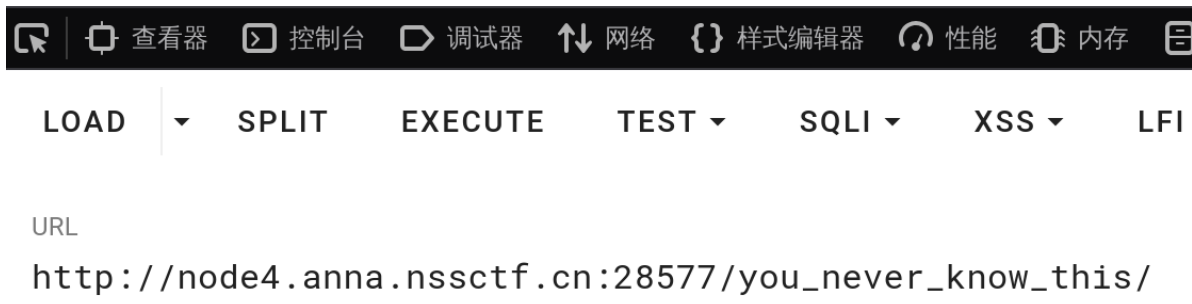 查看器 控制台 调试器 网络 样式编辑器 性能 内存
LOAD SPLIT EXECUTE TEST SQLI XSS LFI
URL
http://node4.anna.nssctf.cn:28577/you_never_know_this/